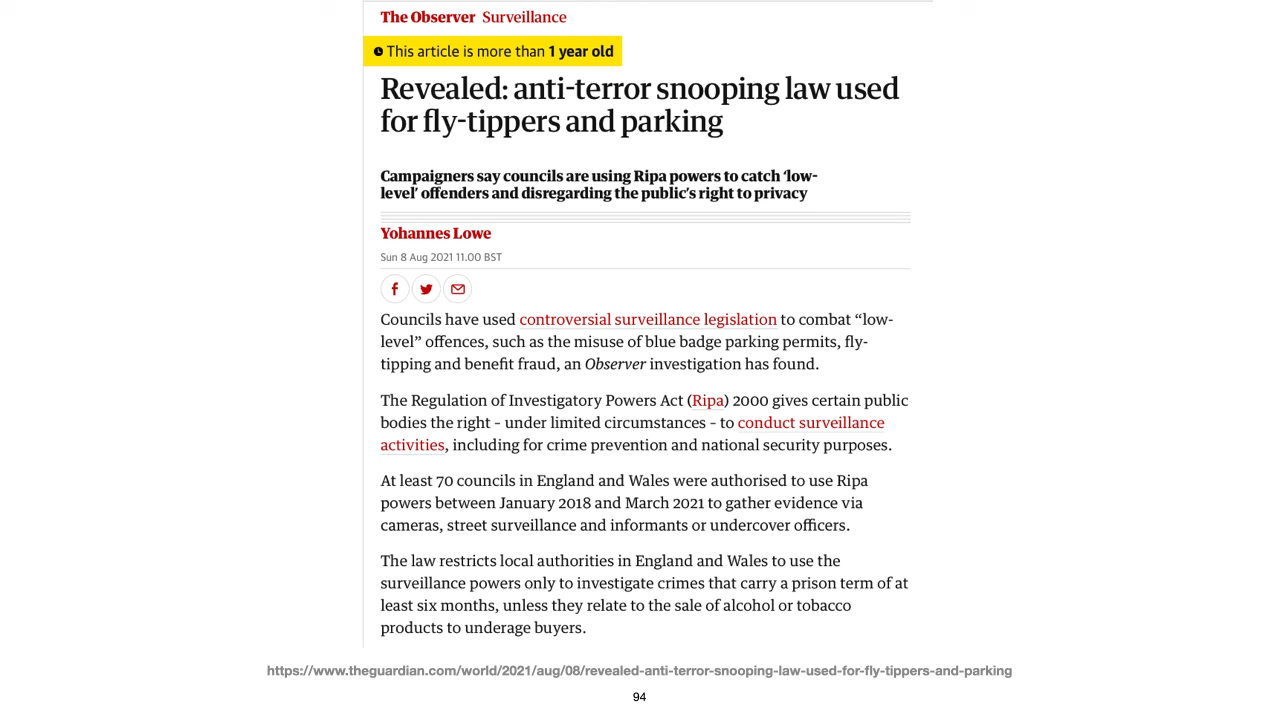 The Observer Surveillance
This article is more than 1 year old
Revealed: anti-terror snooping law used
for fly-tippers and parking
Campaigners say councils are using Ripa powers to catch ‘low-
level’ offenders and disregarding the public’s right to privacy
Yohannes Lowe
Sun 8 Aug 2021 11.00 BST
Councils have used controversial surveillance legislation to combat “low-
level” offences, such as the misuse of blue badge parking permits, fly-
tipping and benefit fraud, an Observer investigation has found.
The Regulation of Investigatory Powers Act (Ripa) 2000 gives certain public
bodies the right – under limited circumstances – to conduct surveillance
activities, including for crime prevention and national security purposes.
At least 70 councils in England and Wales were authorised to use Ripa
powers between January 2018 and March 2021 to gather evidence via
cameras, street surveillance and informants or undercover officers.
The law restricts local authorities in England and Wales to use the
surveillance powers only to investigate crimes that carry a prison term of at
least six months, unless they relate to the sale of alcohol or tobacco
products to underage buyers.
https://www.theguardian.com/world/2021/aug/08/revealed-anti-terror-snooping-law-used-for-fly-tippers-and-parking
94